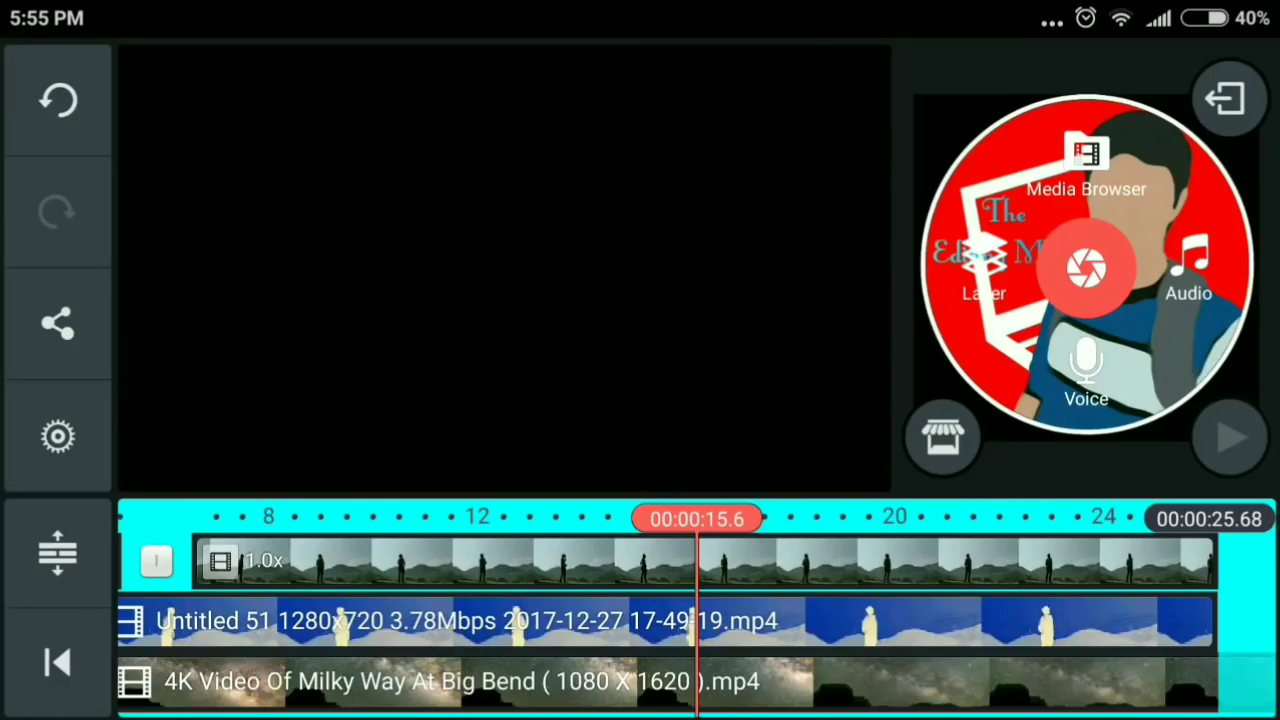 5:55 PM
40%
Media Browser
The
Layer
Audio
Voice
8
12
00:00:15.6
20
24
00:00:25.68
1.0x
Untitled 51 1280x720 3.78Mbps 2017-12-27 17-49-19.mp4
4K Video Of Milky Way At Big Bend ( 1080 X 1620 ).mp4